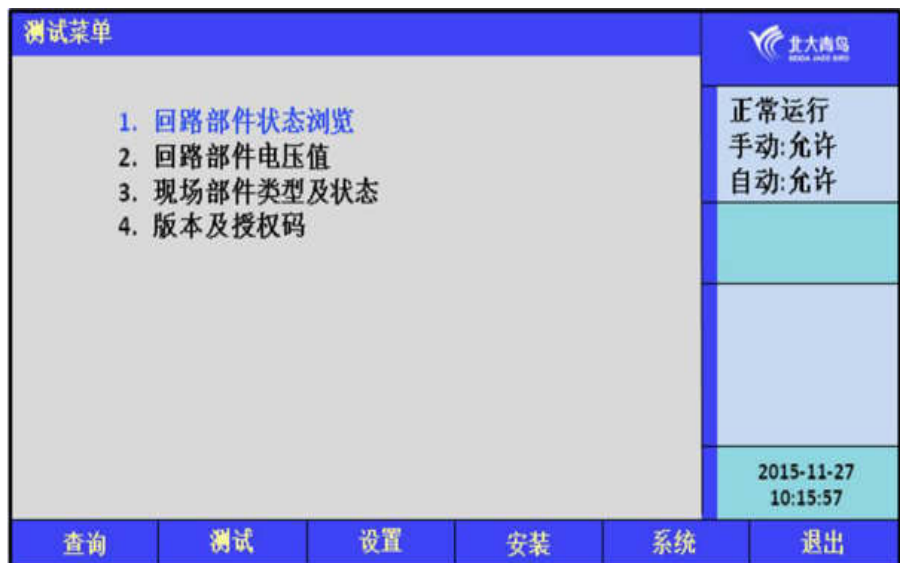 测试菜单
北大青鸟
BEIDA JADE BIRD
1. 回路部件状态浏览
2. 回路部件电压值
3. 现场部件类型及状态
4. 版本及授权码
正常运行
手动:允许
自动:允许
2015-11-27
10:15:57
查询 测试 设置 安装 系统 退出